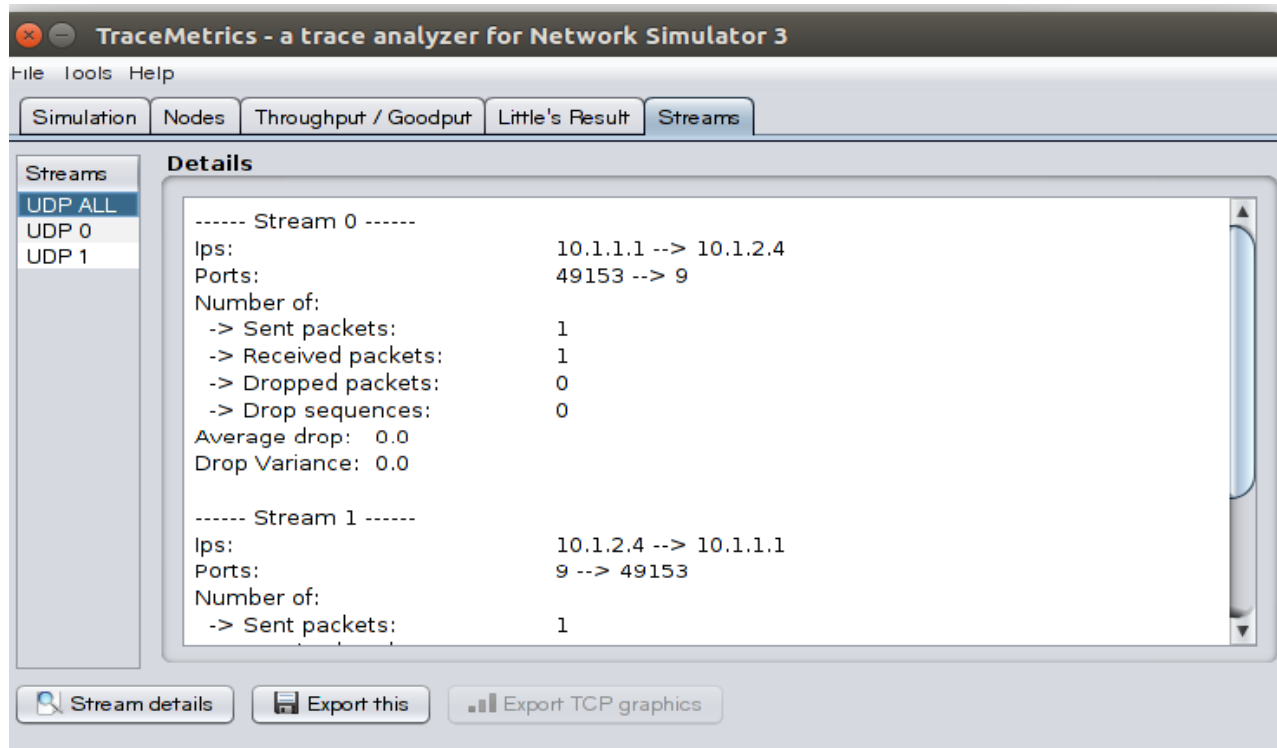 TraceMetrics - a trace analyzer for Network Simulator 3
File Tools Help
Simulation Nodes Throughput / Goodput Little's Result Streams
Streams
UDP ALL
UDP 0
UDP 1
Details
------ Stream 0 ------
Ips: 10.1.1.1 --> 10.1.2.4
Ports: 49153 --> 9
Number of:
-> Sent packets: 1
-> Received packets: 1
-> Dropped packets: 0
-> Drop sequences: 0
Average drop: 0.0
Drop Variance: 0.0
------ Stream 1 ------
Ips: 10.1.2.4 --> 10.1.1.1
Ports: 9 --> 49153
Number of:
-> Sent packets: 1
Stream details Export this Export TCP graphics